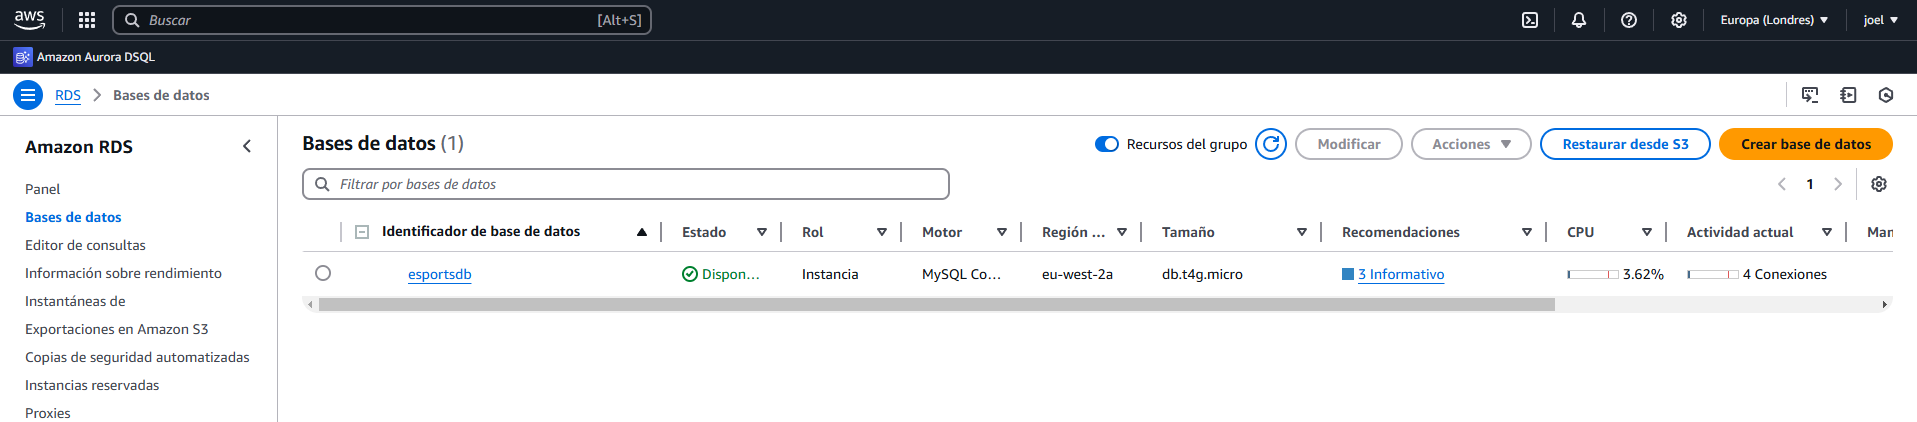 aws
Buscar [Alt+S] Europa (Londres) joel
Amazon Aurora DSQL
RDS Bases de datos
Amazon RDS
Panel
Bases de datos
Editor de consultas
Información sobre rendimiento
Instantáneas de
Exportaciones en Amazon S3
Copias de seguridad automatizadas
Instancias reservadas
Proxies
Bases de datos (1) Recursos del grupo Modificar Acciones Restaurar desde S3 Crear base de datos
Filtrar por bases de datos 1
Identificador de base de datos Estado Rol Motor Región ... Tamaño Recomendaciones CPU Actividad actual Man
esportsdb Dispon... Instancia MySQL Co... eu-west-2a db.t4g.micro 3 Informativo 3.62% 4 Conexiones